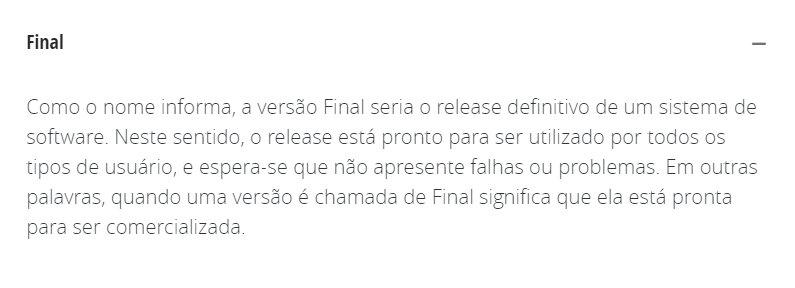 Final
Como o nome informa, a versão Final seria o release definitivo de um sistema de
software. Neste sentido, o release está pronto para ser utilizado por todos os
tipos de usuário, e espera-se que não apresente falhas ou problemas. Em outras
palavras, quando uma versão é chamada de Final significa que ela está pronta
para ser comercializada.